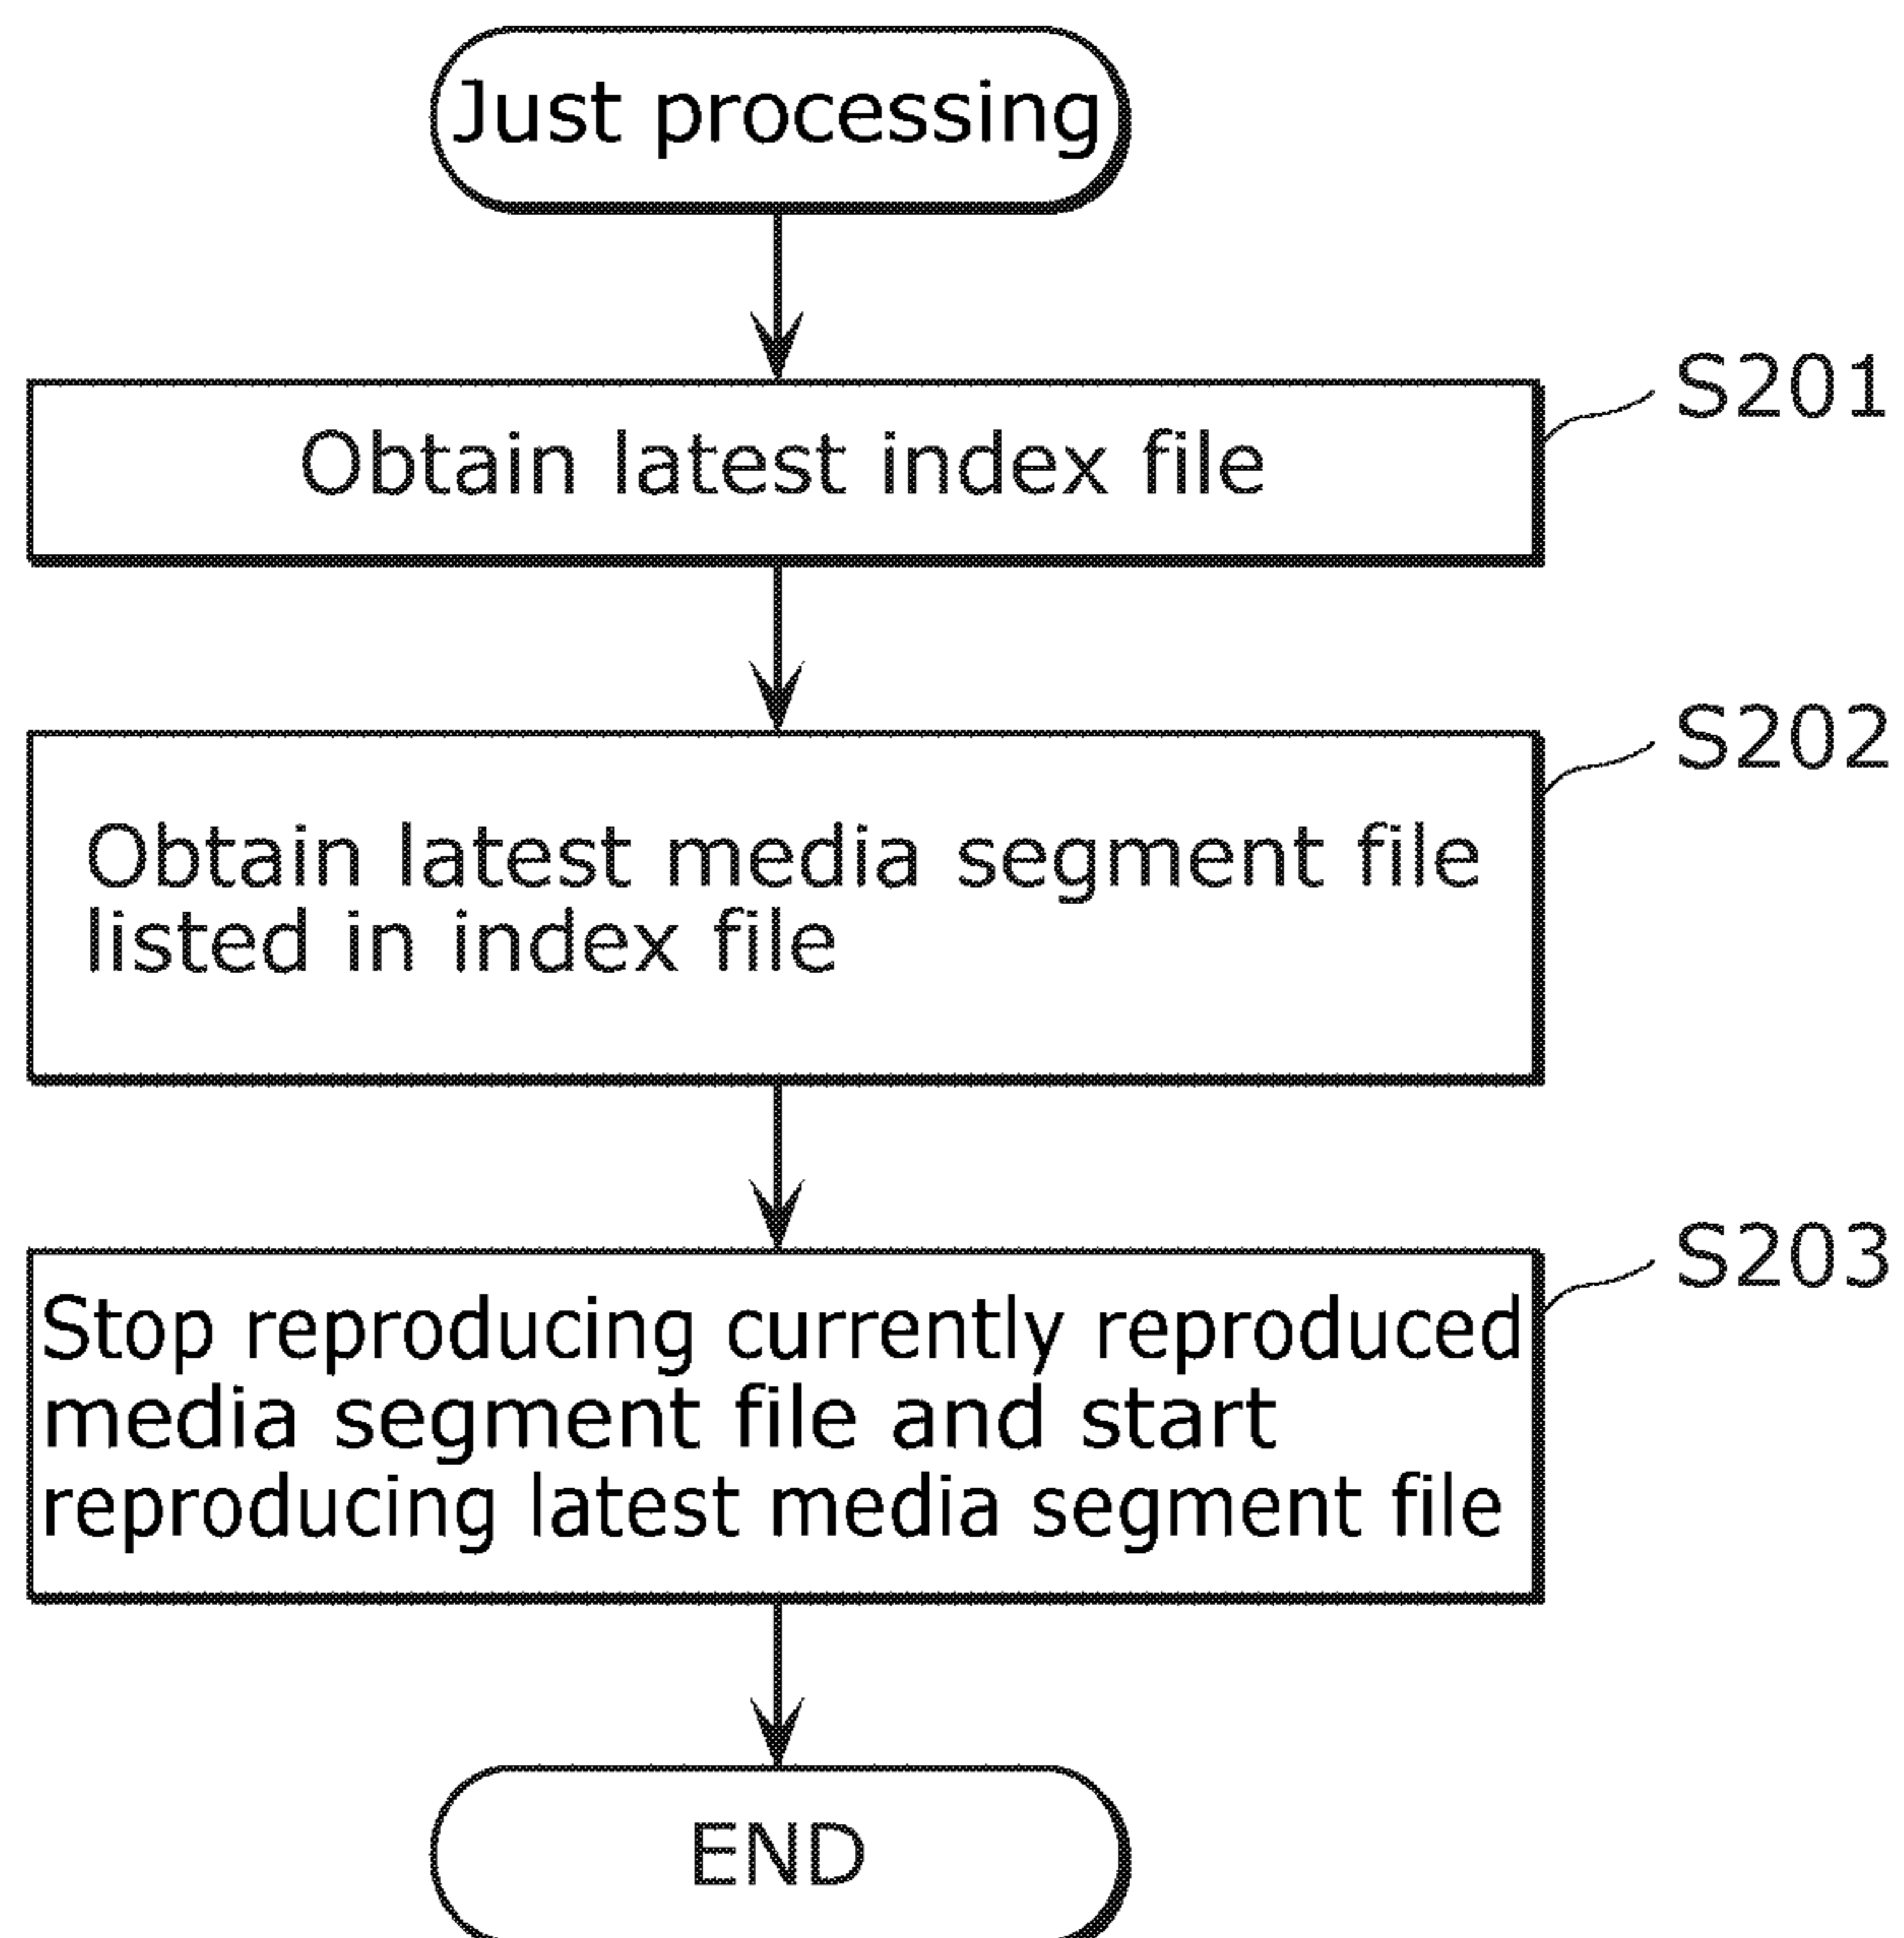 Just processing
Obtain latest index file
S201
Obtain latest media segment file
listed in index file
S202
Stop reproducing currently reproduced
media segment file and start
reproducing latest media segment file
S203
END